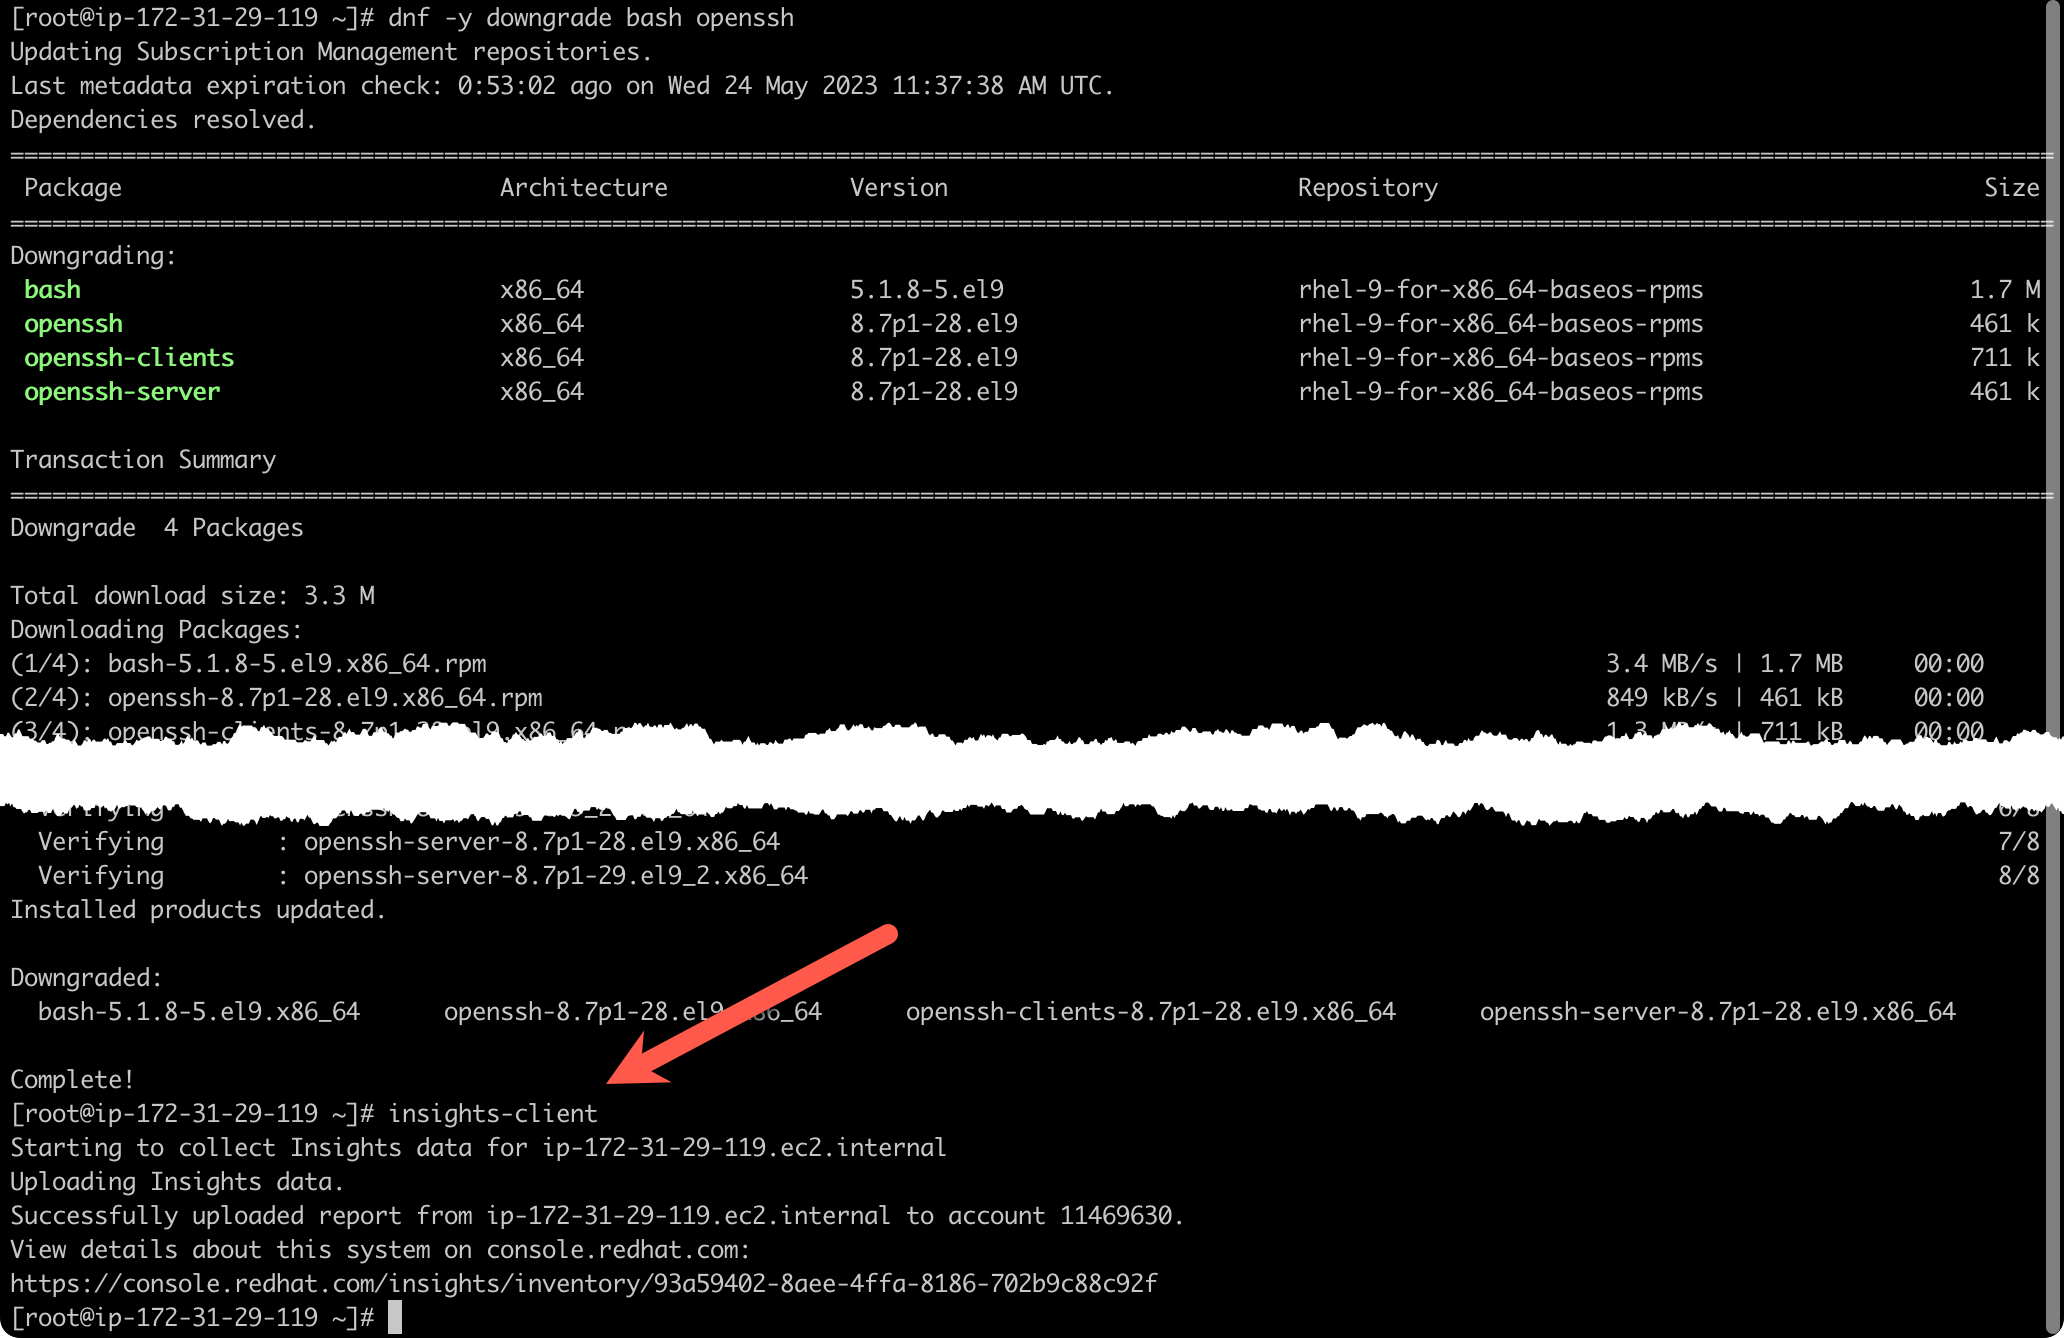 [root@ip-172-31-29-119 ~]# dnf -y downgrade bash openssh
Updating Subscription Management repositories.
Last metadata expiration check: 0:53:02 ago on Wed 24 May 2023 11:37:38 AM UTC.
Dependencies resolved.
================================================================================
Package Architecture Version Repository Size
================================================================================
Downgrading:
bash x86_64 5.1.8-5.el9 rhel-9-for-x86_64-baseos-rpms 1.7 M
openssh x86_64 8.7p1-28.el9 rhel-9-for-x86_64-baseos-rpms 461 k
openssh-clients x86_64 8.7p1-28.el9 rhel-9-for-x86_64-baseos-rpms 711 k
openssh-server x86_64 8.7p1-28.el9 rhel-9-for-x86_64-baseos-rpms 461 k
Transaction Summary
================================================================================
Downgrade 4 Packages
Total download size: 3.3 M
Downloading Packages:
(1/4): bash-5.1.8-5.el9.x86_64.rpm 3.4 MB/s | 1.7 MB 00:00
(2/4): openssh-8.7p1-28.el9.x86_64.rpm 849 kB/s | 461 kB 00:00
(3/4): 711 kB 00:00
Verifying
Verifying : openssh-server-8.7p1-28.el9.x86_64 7/8
Verifying : openssh-server-8.7p1-29.el9_2.x86_64 8/8
Installed products updated.
Downgraded:
bash-5.1.8-5.el9.x86_64 openssh-8.7p1-28.el9.x86_64 openssh-clients-8.7p1-28.el9.x86_64 openssh-server-8.7p1-28.el9.x86_64
Complete!
[root@ip-172-31-29-119 ~]# insights-client
Starting to collect Insights data for ip-172-31-29-119.ec2.internal
Uploading Insights data.
Successfully uploaded report from ip-172-31-29-119.ec2.internal to account 11469630.
View details about this system on console.redhat.com:
https://console.redhat.com/insights/inventory/93a59402-8aee-4ffa-8186-702b9c88c92f
[root@ip-172-31-29-119 ~]#